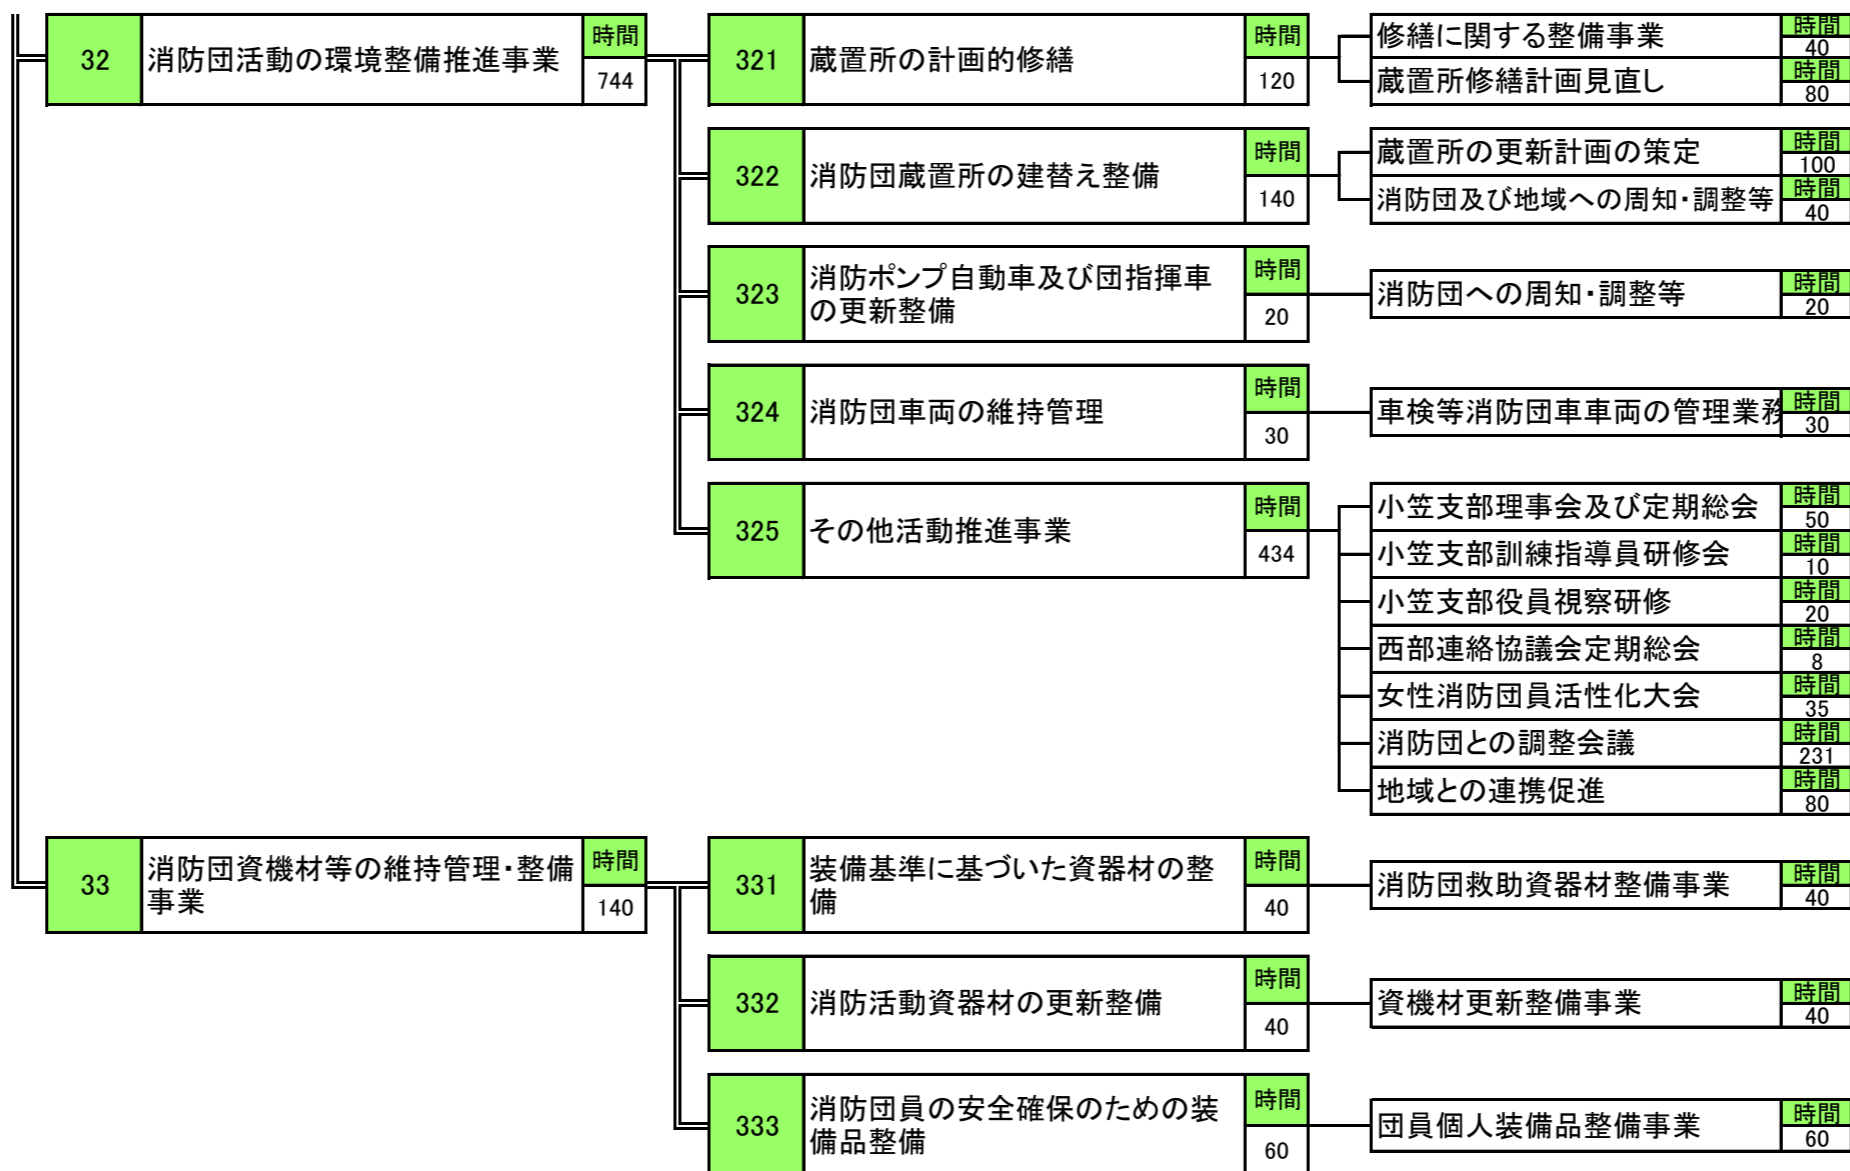 32 消防団活動の環境整備推進事業 時間 744
321 蔵置所の計画的修繕 時間 120
修繕に関する整備事業 時間 40
蔵置所修繕計画見直し 時間 80
322 消防団蔵置所の建替え整備 時間 140
蔵置所の更新計画の策定 時間 100
消防団及び地域への周知・調整等 時間 40
323 消防ポンプ自動車及び団指揮車
の更新整備 時間 20
消防団への周知・調整等 時間 20
324 消防団車両の維持管理 時間 30
車検等消防団車車両の管理業務 時間 30
325 その他活動推進事業 時間 434
小笠支部理事会及び定期総会 時間 50
小笠支部訓練指導員研修会 時間 10
小笠支部役員視察研修 時間 20
西部連絡協議会定期総会 時間 8
女性消防団員活性化大会 時間 35
消防団との調整会議 時間 231
地域との連携促進 時間 80
33 消防団資機材等の維持管理・整備
事業 時間 140
331 装備基準に基づいた資器材の整
備 時間 40
消防団救助資器材整備事業 時間 40
332 消防活動資器材の更新整備 時間 40
資機材更新整備事業 時間 40
333 消防団員の安全確保のための装
備品整備 時間 60
団員個人装備品整備事業 時間 60